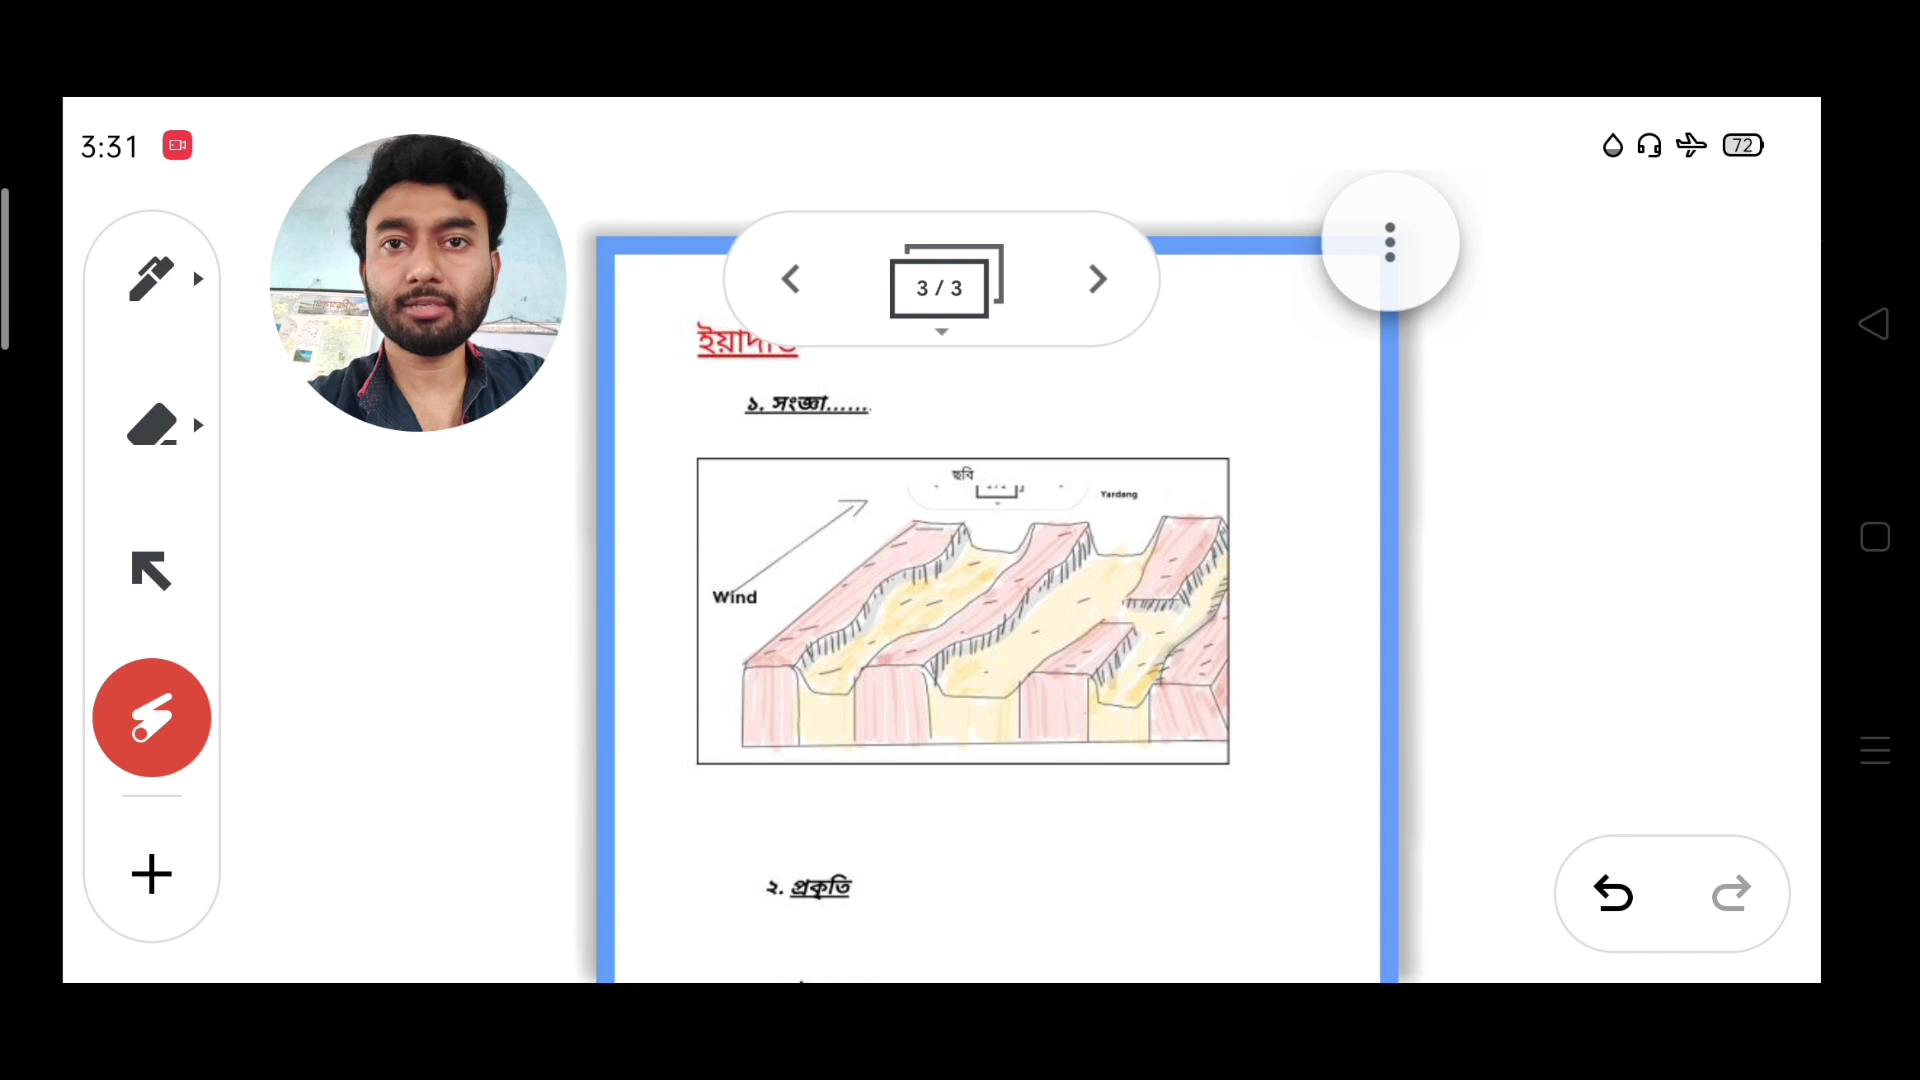 3:31
72
3 / 3
১. সংজ্ঞা......
ছবি
Yardang
Wind
২. প্রকৃতি